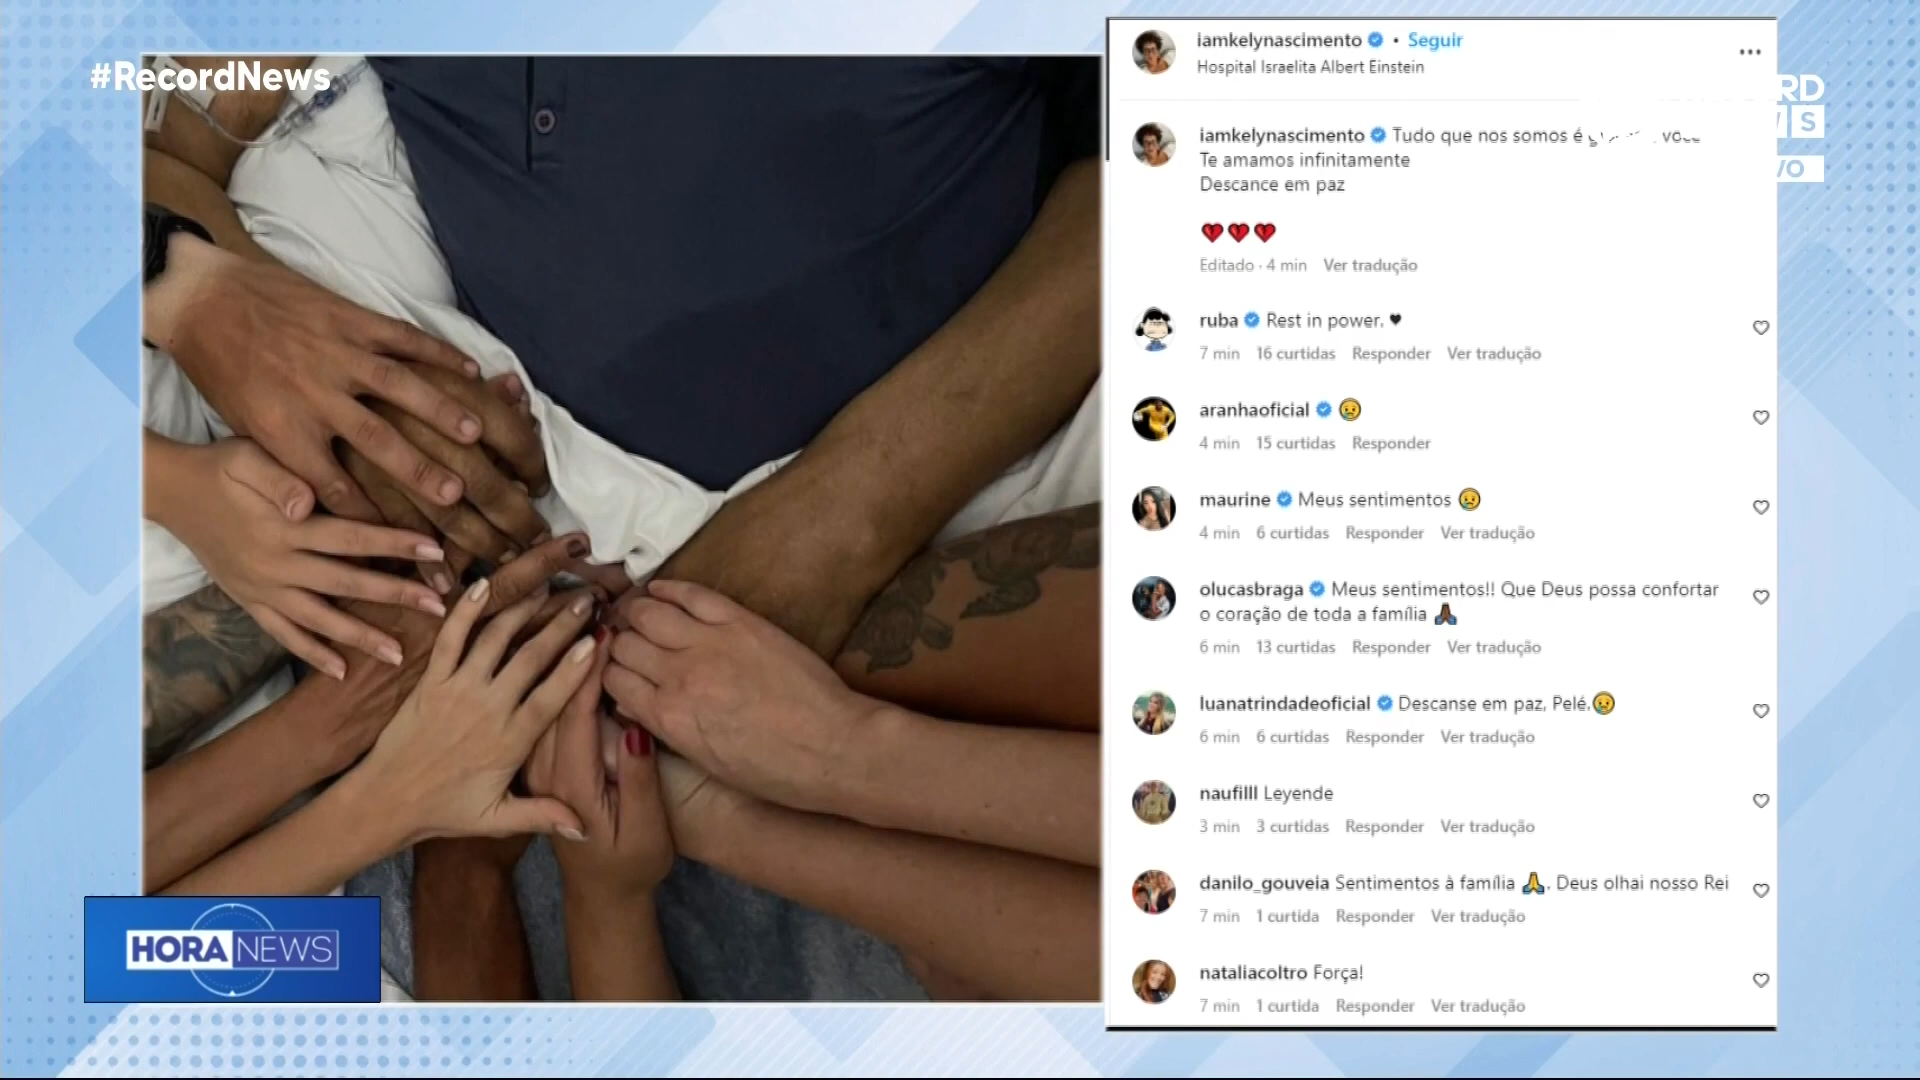 #RecordNews
iamkelynascimento • Seguir
Hospital Israelita Albert Einstein
iamkelynascimento Tudo que nos somos é você
Te amamos infinitamente
Descance em paz
Editado · 4 min Ver tradução
ruba Rest in power.
7 min 16 curtidas Responder Ver tradução
aranhaoficial
4 min 15 curtidas Responder
maurine Meus sentimentos
4 min 6 curtidas Responder Ver tradução
olucasbraga Meus sentimentos!! Que Deus possa confortar
o coração de toda a família
6 min 13 curtidas Responder Ver tradução
luanatrindadeoficial Descanse em paz, Pelé.
6 min 6 curtidas Responder Ver tradução
naufilll Leyende
3 min 3 curtidas Responder Ver tradução
danilo_gouveia Sentimentos à família . Deus olhai nosso Rei
7 min 1 curtida Responder Ver tradução
nataliacoltro Força!
7 min 1 curtida Responder Ver tradução
HORA NEWS